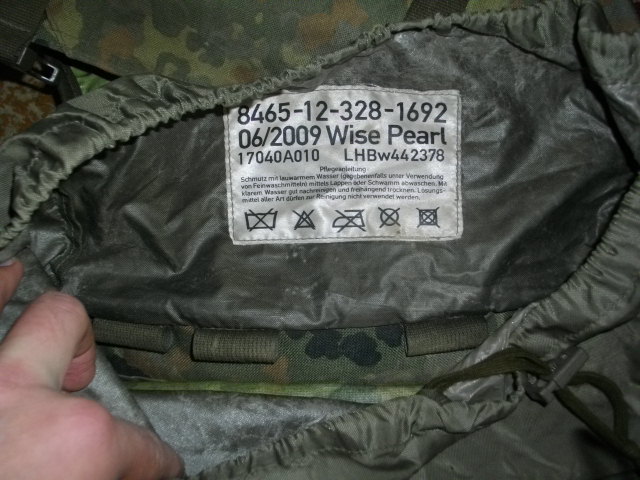 8465-12-328-1692
06/2009 Wise Pearl
17040A010 LHBw442378
Pflegeanleitung
Schmutz mit lauwarmem Wasser (gegebenenfalls unter Verwendung
von Feinwaschmitteln) mittels Lappen oder Schwamm abwaschen. Mit
klarem Wasser gut nachreinigen und freihängend trocknen. Lösungs-
mittel aller Art dürfen zur Reinigung nicht verwendet werden.